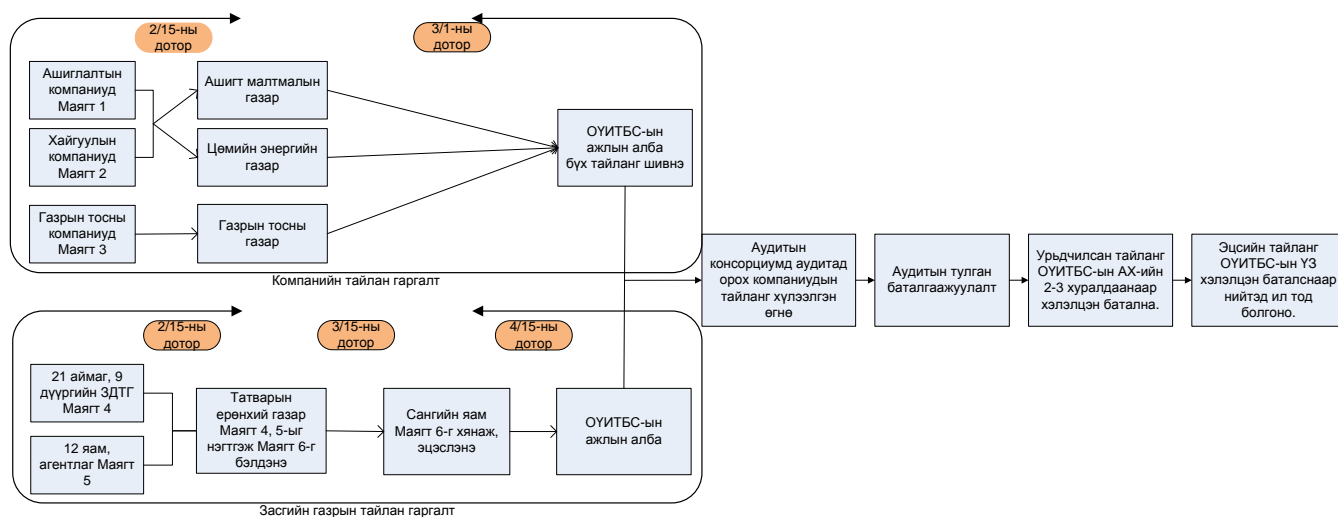 2/15-ны
дотор
3/1-ны
дотор
Ашиглалтын
компаниуд
Маягт 1
Ашигт малтмалын
газар
Хайгуулын
компаниуд
Маягт 2
Цөмийн энергийн
газар
Газрын тосны
компаниуд
Маягт 3
Газрын тосны
газар
ОҮИТБС-ын
ажлын алба
бүх тайланг шивнэ
Компанийн тайлан гаргалт
Аудитын
консорциумд аудитад
орох компаниудын
тайланг хүлээлгэн
өгнө
Аудитын тулган
баталгаажуулалт
Урьдчилсан тайланг
ОҮИТБС-ын АХ-ийн
2-3 хуралдаанаар
хэлэлцэн батална.
Эцсийн тайланг
ОҮИТБС-ын ҮЗ
хэлэлцэн баталснаар
нийтэд ил тод
болгоно.
2/15-ны
дотор
3/15-ны
дотор
4/15-ны
дотор
21 аймаг, 9
дүүргийн ЗДТГ
Маягт 4
12 яам,
агентлаг Маягт
5
Татварын
ерөнхий газар
Маягт 4, 5-ыг
нэгтгэж Маягт 6-г
бэлдэнэ
Сангийн яам
Маягт 6-г хянаж,
эцэслэнэ
ОҮИТБС-ын
ажлын алба
Засгийн газрын тайлан гаргалт